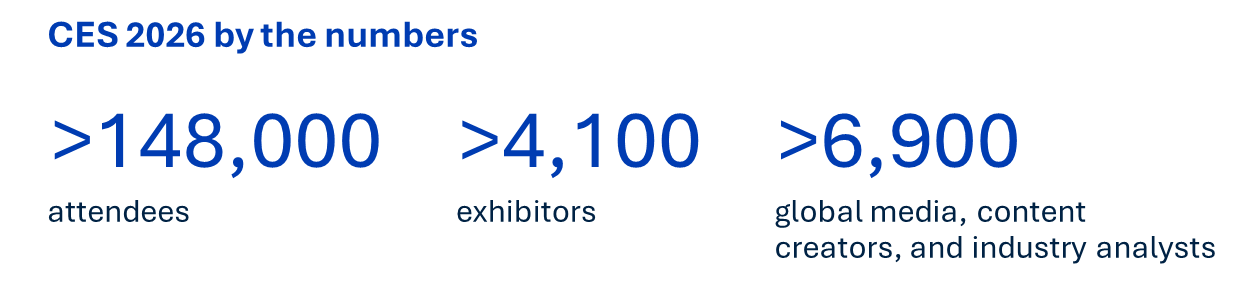 CES 2026 by the numbers
>148,000
attendees
>4,100
exhibitors
>6,900
global media, content
creators, and industry analysts